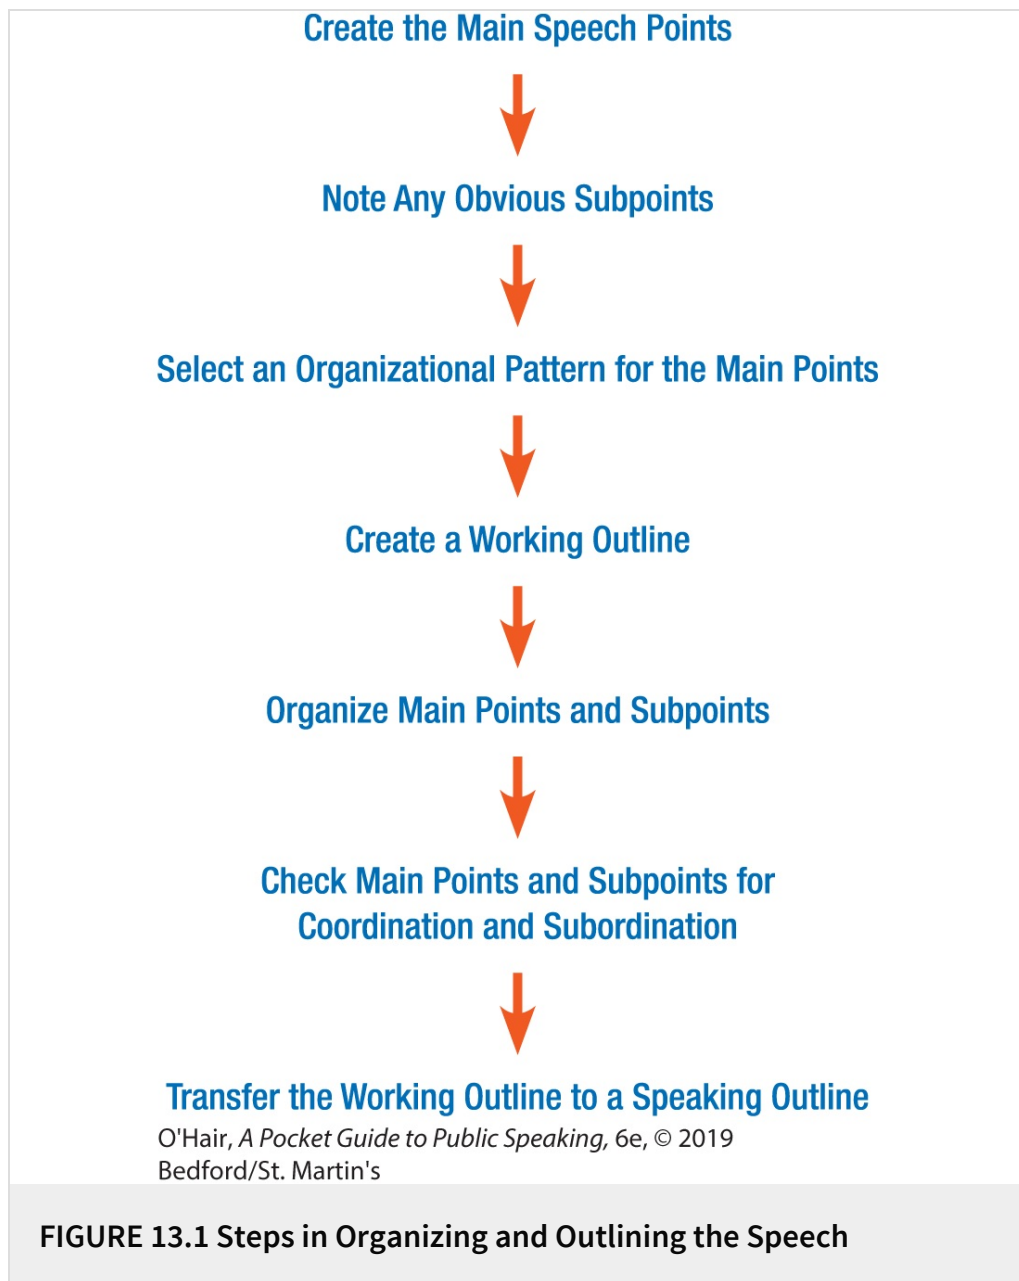 Create the Main Speech Points
Note Any Obvious Subpoints
Select an Organizational Pattern for the Main Points
Create a Working Outline
Organize Main Points and Subpoints
Check Main Points and Subpoints for
Coordination and Subordination
Transfer the Working Outline to a Speaking Outline
O'Hair, A Pocket Guide to Public Speaking, 6e, © 2019
Bedford/St. Martin's
FIGURE 13.1 Steps in Organizing and Outlining the Speech